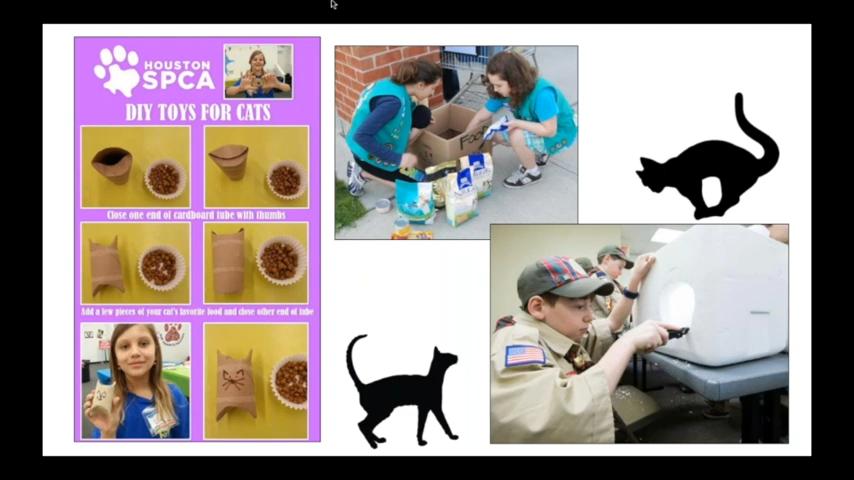 HOUSTON
SPCA
DIY TOYS FOR CATS
Close one end of cardboard tube with thumbs
Add a few pieces of your cat's favorite food and close other end of tube